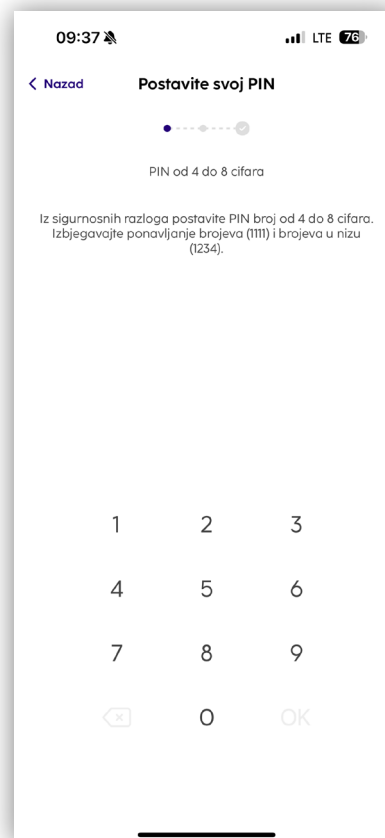 09:37 LTE 76
Nazad Postavite svoj PIN
PIN od 4 do 8 cifara
Iz sigurnosnih razloga postavite PIN broj od 4 do 8 cifara.
Izbjegavajte ponavljanje brojeva (1111) i brojeva u nizu
(1234).
1 2 3
4 5 6
7 8 9
0 OK